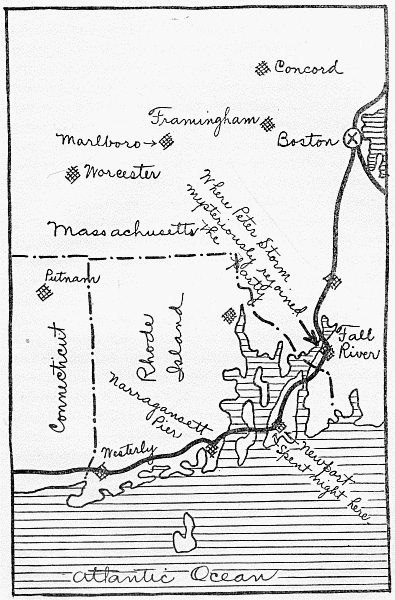 Concord
Framingham
Marlboro→
Boston
Worcester
Where Peter Storm
mysteriously rejoined
the
party
Massachusetts
Putnam
Rhode
Island
Connecticut
Fall
River
Narragansett
Pier
Westerly
Newport
Spent night here
Atlantic Ocean